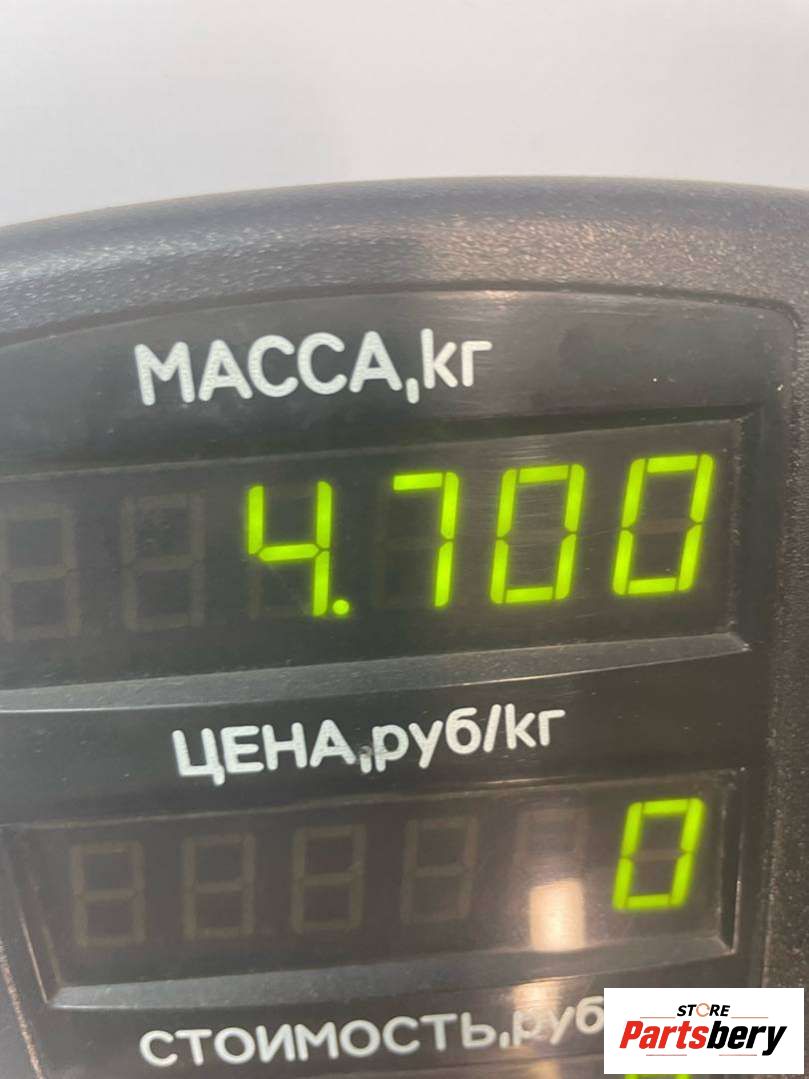 МАССА,кг
4.700
ЦЕНА,руб/кг
0
СТОИМОСТЬ,руб
STORE
Partsbery